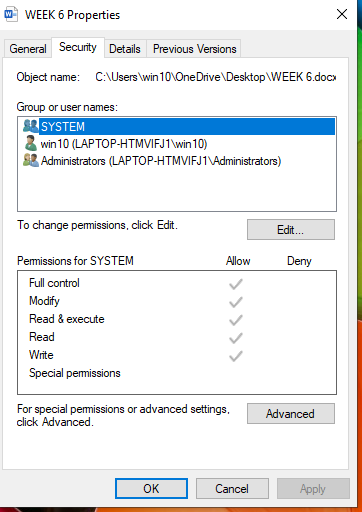 WEEK 6 Properties
General Security Details Previous Versions
Object name: C:\Users\win10\OneDrive\Desktop\WEEK 6.docx
Group or user names:
SYSTEM
win10 (LAPTOP-HTMVIFJ1\win10)
Administrators (LAPTOP-HTMVIFJ1\Administrators)
To change permissions, click Edit. Edit...
Permissions for SYSTEM Allow Deny
Full control
Modify
Read & execute
Read
Write
Special permissions
For special permissions or advanced settings,
click Advanced. Advanced
OK Cancel Apply